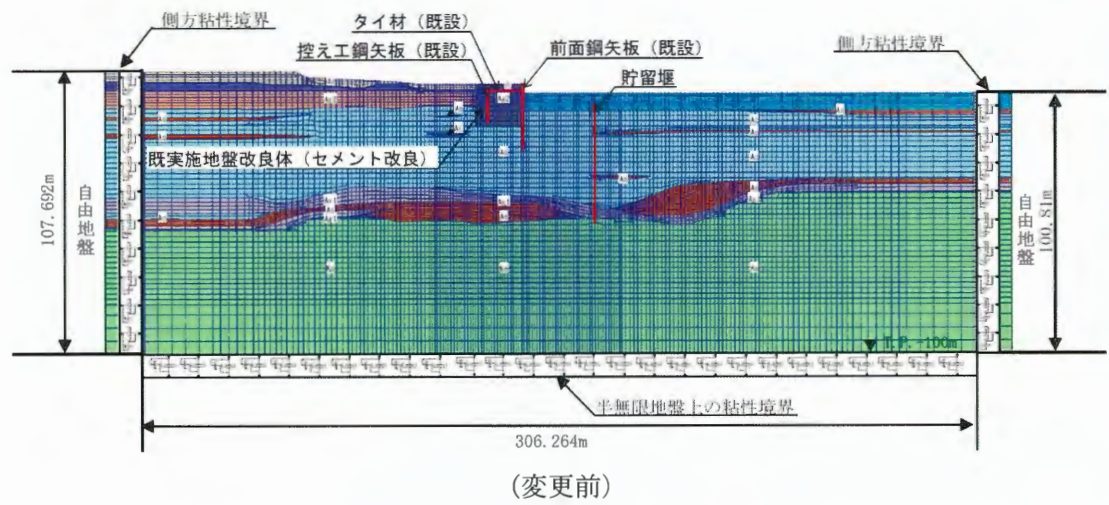 側方粘性境界
タイ材（既設）
控え工鋼矢板（既設）
前面鋼矢板（既設）
側方粘性境界
貯留堰
既実施地盤改良体（セメント改良）
107.692m
自由地盤
自由地盤
100.81m
T.P.-100m
半無限地盤上の粘性境界
306.264m
(変更前)